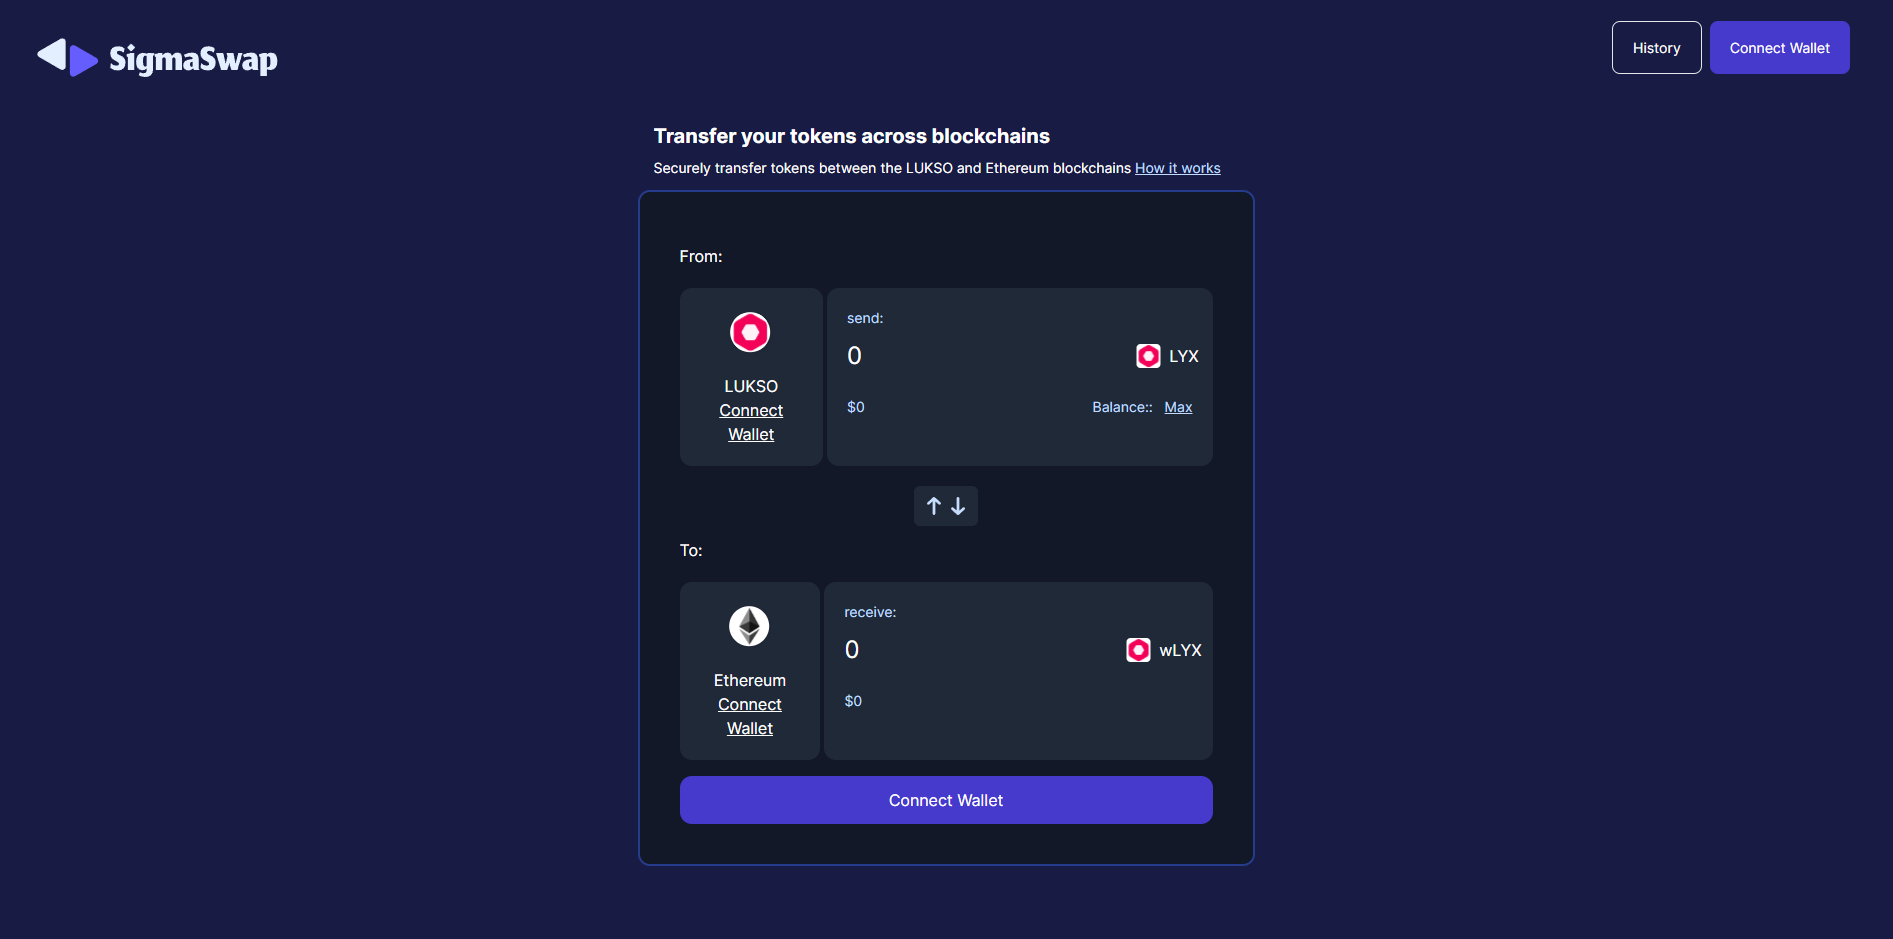 SigmaSwap
History
Connect Wallet
Transfer your tokens across blockchains
Securely transfer tokens between the LUKSO and Ethereum blockchains How it works
From:
LUKSO
Connect
Wallet
send:
0
LYX
$0
Balance:: Max
To:
Ethereum
Connect
Wallet
receive:
0
wLYX
$0
Connect Wallet